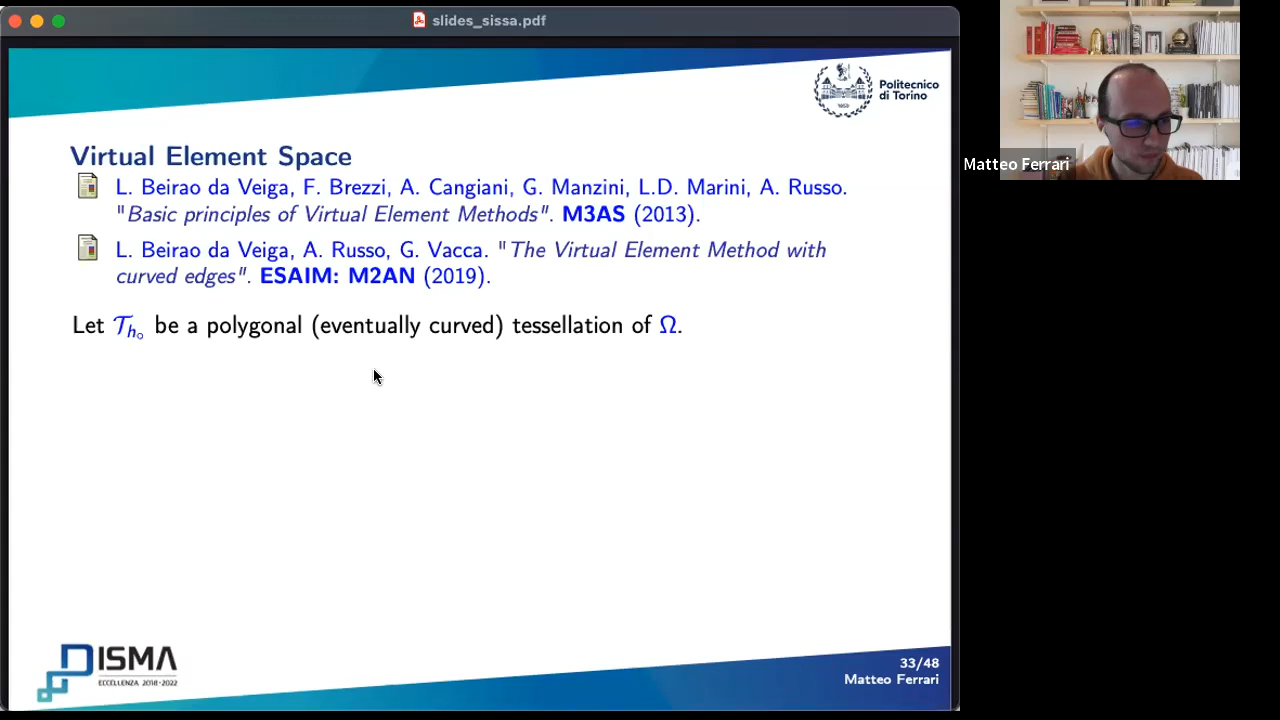 slides_sissa.pdf
Politecnico
di Torino
1859
Virtual Element Space
L. Beirao da Veiga, F. Brezzi, A. Cangiani, G. Manzini, L.D. Marini, A. Russo.
"Basic principles of Virtual Element Methods". M3AS (2013).
L. Beirao da Veiga, A. Russo, G. Vacca. "The Virtual Element Method with
curved edges". ESAIM: M2AN (2019).
Let 𝒯ₕ∘ be a polygonal (eventually curved) tessellation of Ω.
Matteo Ferrari
DISMA
ECCELLENZA 2018-2022
33/48
Matteo Ferrari